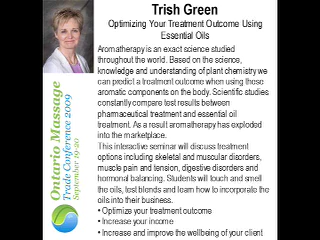 Trish Green
Optimizing Your Treatment Outcome Using
Essential Oils
Aromatherapy is an exact science studied
throughout the world. Based on the science,
knowledge and understanding of plant chemistry we
can predict a treatment outcome when using these
aromatic components on the body. Scientific studies
constantly compare test results between
pharmaceutical treatment and essential oil
treatment. As a result aromatherapy has exploded
into the marketplace.
This interactive seminar will discuss treatment
options including skeletal and muscular disorders,
muscle pain and tension, digestive disorders and
hormonal balancing. Students will touch and smell
the oils, test blends and learn how to incorporate the
oils into their business.
• Optimize your treatment outcome
• Increase your income
• Increase and improve the wellbeing of your client
Ontario Massage
Trade Conference 2009
September 19-20